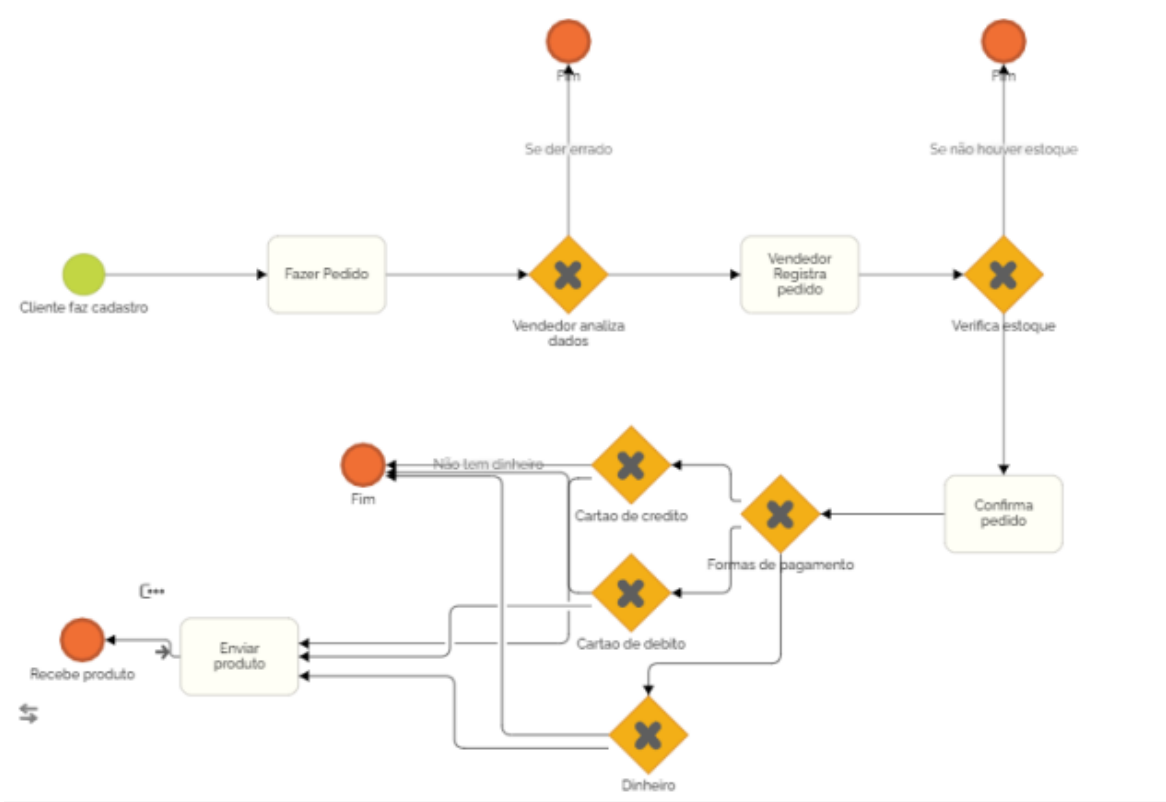 Fim
Fim
Se der errado
Se não houver estoque
Cliente faz cadastro
Fazer Pedido
Vendedor analiza
dados
Vendedor
Registra
pedido
Verifica estoque
Não tem dinheiro
Fim
Cartao de credito
Formas de pagamento
Confirma
pedido
Cartao de debito
Enviar
produto
Recebe produto
Dinheiro